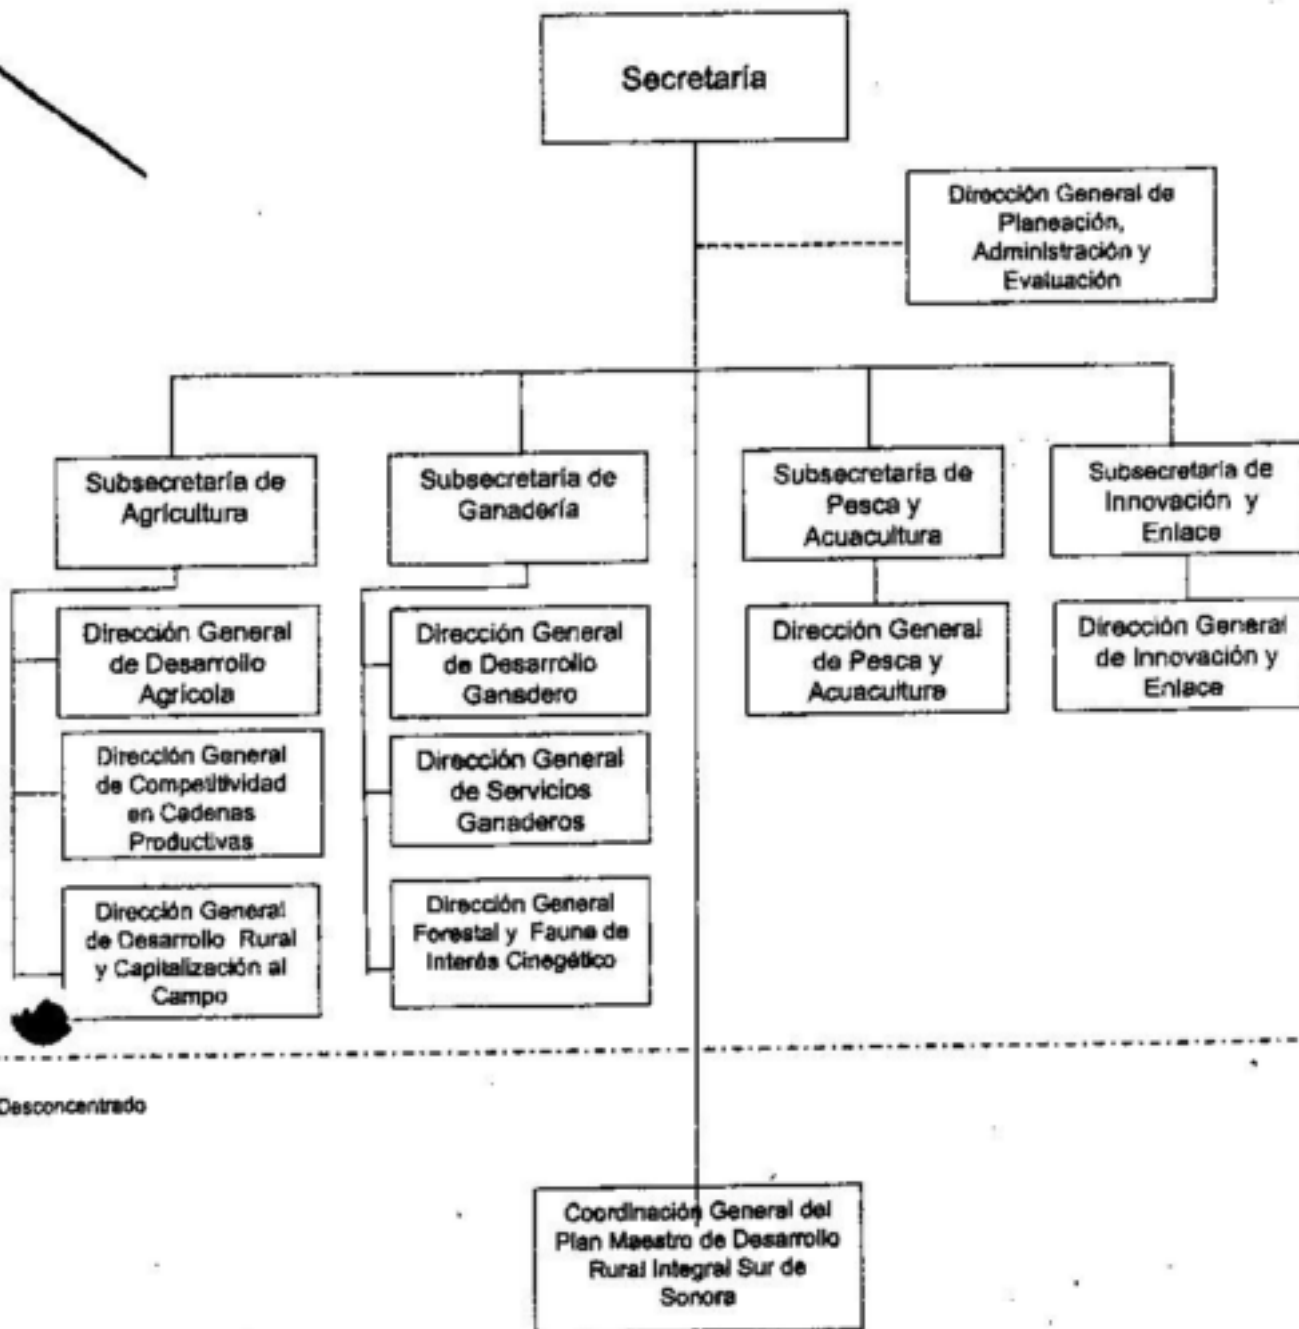 Secretaría
Dirección General de
Planeación,
Administración y
Evaluación
Subsecretaría de
Agricultura
Subsecretaría de
Ganadería
Subsecretaría de
Pesca y
Acuacultura
Subsecretaría de
Innovación y
Enlace
Dirección General
de Desarrollo
Agrícola
Dirección General
de Desarrollo
Ganadero
Dirección General
de Pesca y
Acuacultura
Dirección General
de Innovación y
Enlace
Dirección General
de Competitividad
en Cadenas
Productivas
Dirección General
de Servicios
Ganaderos
Dirección General
de Desarrollo Rural
y Capitalización al
Campo
Dirección General
Forestal y Fauna de
Interés Cinegético
Desconcentrado
Coordinación General del
Plan Maestro de Desarrollo
Rural Integral Sur de
Sonora